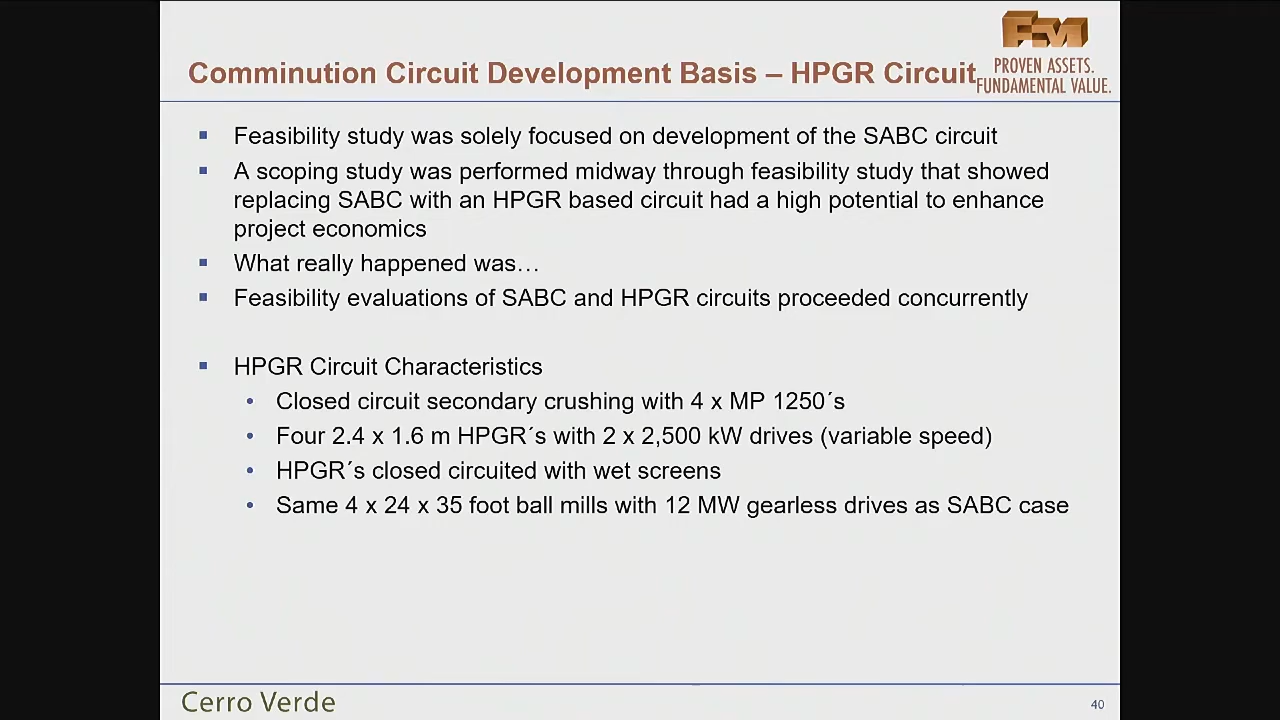 FM
PROVEN ASSETS.
FUNDAMENTAL VALUE.
Comminution Circuit Development Basis – HPGR Circuit
Feasibility study was solely focused on development of the SABC circuit
A scoping study was performed midway through feasibility study that showed
replacing SABC with an HPGR based circuit had a high potential to enhance
project economics
What really happened was…
Feasibility evaluations of SABC and HPGR circuits proceeded concurrently
HPGR Circuit Characteristics
Closed circuit secondary crushing with 4 x MP 1250´s
Four 2.4 x 1.6 m HPGR´s with 2 x 2,500 kW drives (variable speed)
HPGR´s closed circuited with wet screens
Same 4 x 24 x 35 foot ball mills with 12 MW gearless drives as SABC case
Cerro Verde
40